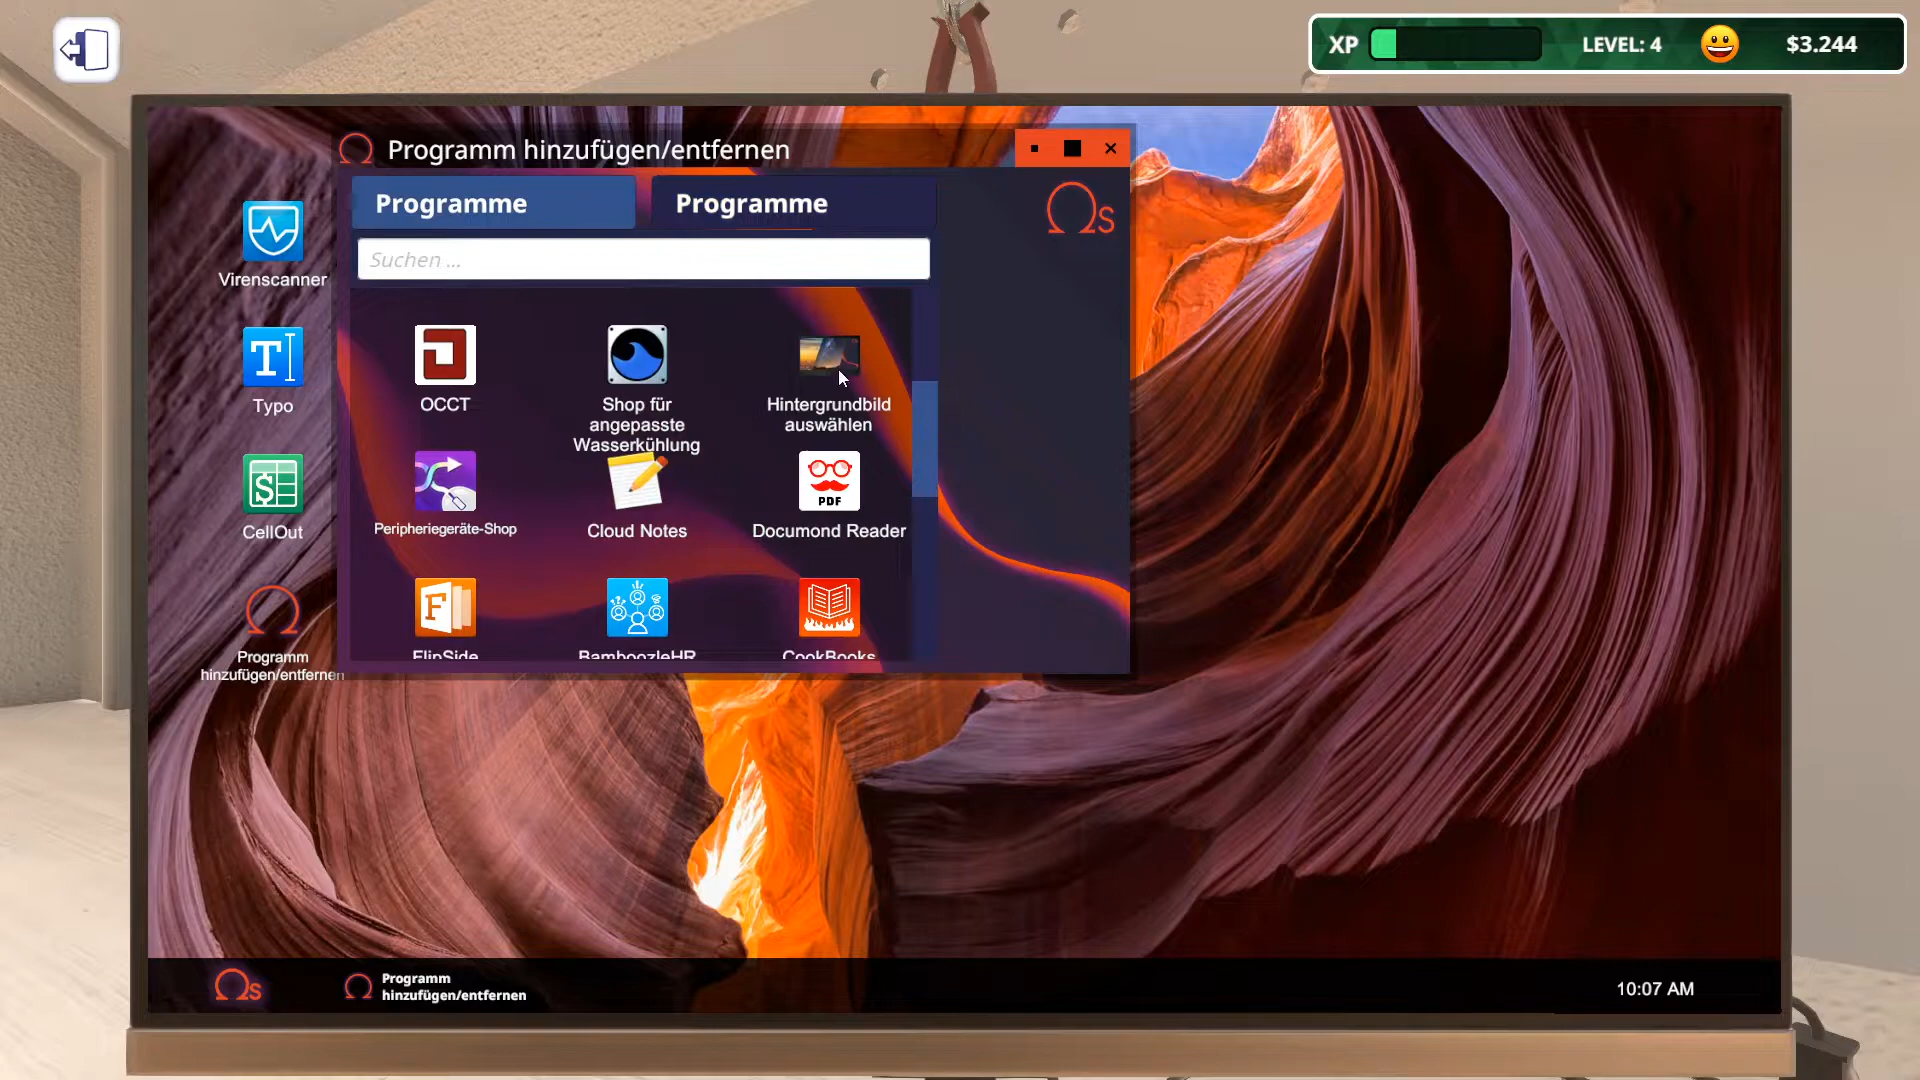 XP
LEVEL: 4
$3.244
Programm hinzufügen/entfernen
Programme
Programme
Suchen ...
Ωs
Virenscanner
Typo
CellOut
Programm
hinzufügen/entfernen
OCCT
Shop für
angepasste
Wasserkühlung
Hintergrundbild
auswählen
Peripheriegeräte-Shop
Cloud Notes
PDF
Documond Reader
FlipSide
BamboozleHR
CookBooks
Ωs
Programm
hinzufügen/entfernen
10:07 AM